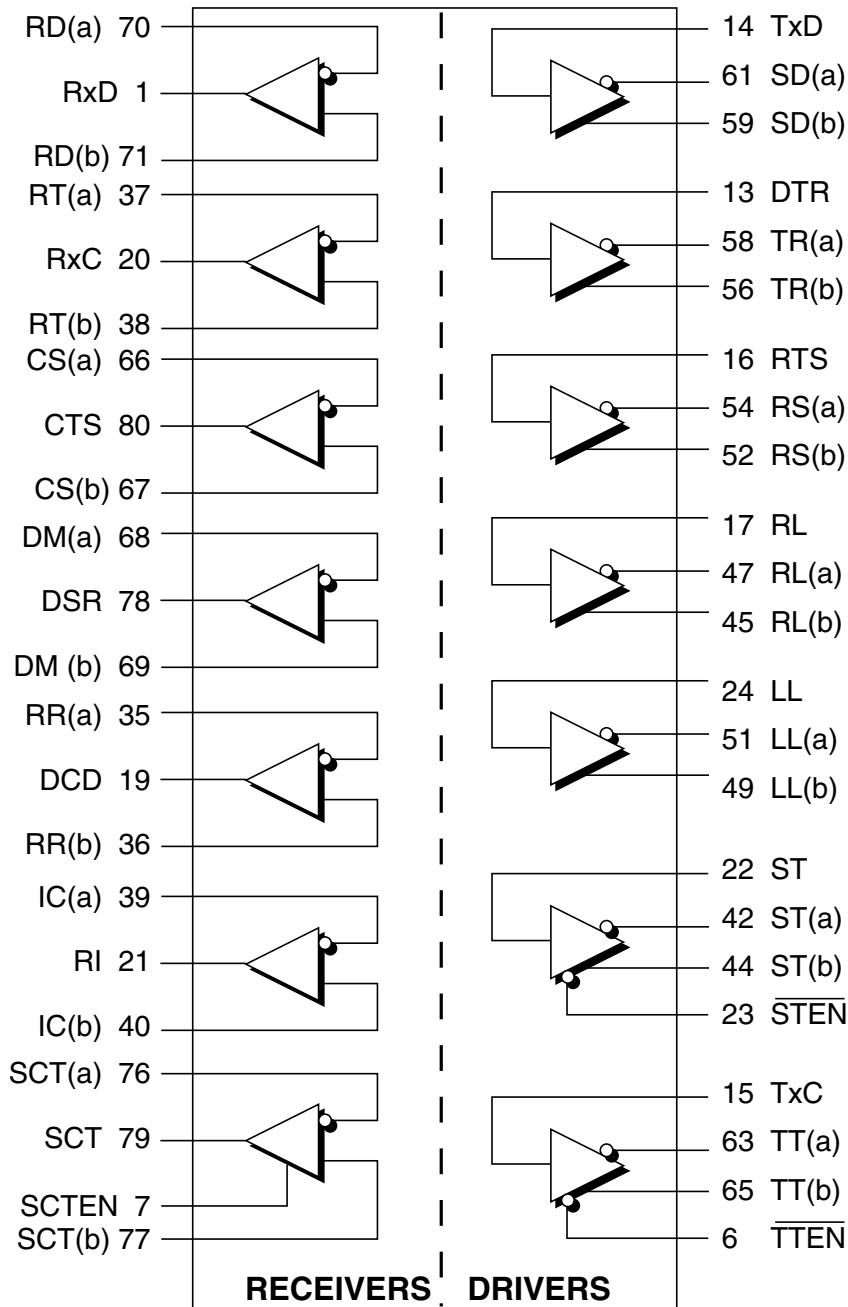 RD(a) 70
RxD 1
RD(b) 71
RT(a) 37
RxC 20
RT(b) 38
CS(a) 66
CTS 80
CS(b) 67
DM(a) 68
DSR 78
DM (b) 69
RR(a) 35
DCD 19
RR(b) 36
IC(a) 39
RI 21
IC(b) 40
SCT(a) 76
SCT 79
SCTEN 7
SCT(b) 77
RECEIVERS
14 TxD
61 SD(a)
59 SD(b)
13 DTR
58 TR(a)
56 TR(b)
16 RTS
54 RS(a)
52 RS(b)
17 RL
47 RL(a)
45 RL(b)
24 LL
51 LL(a)
49 LL(b)
22 ST
42 ST(a)
44 ST(b)
23 S̅T̅E̅N̅
15 TxC
63 TT(a)
65 TT(b)
6 T̅T̅E̅N̅
DRIVERS